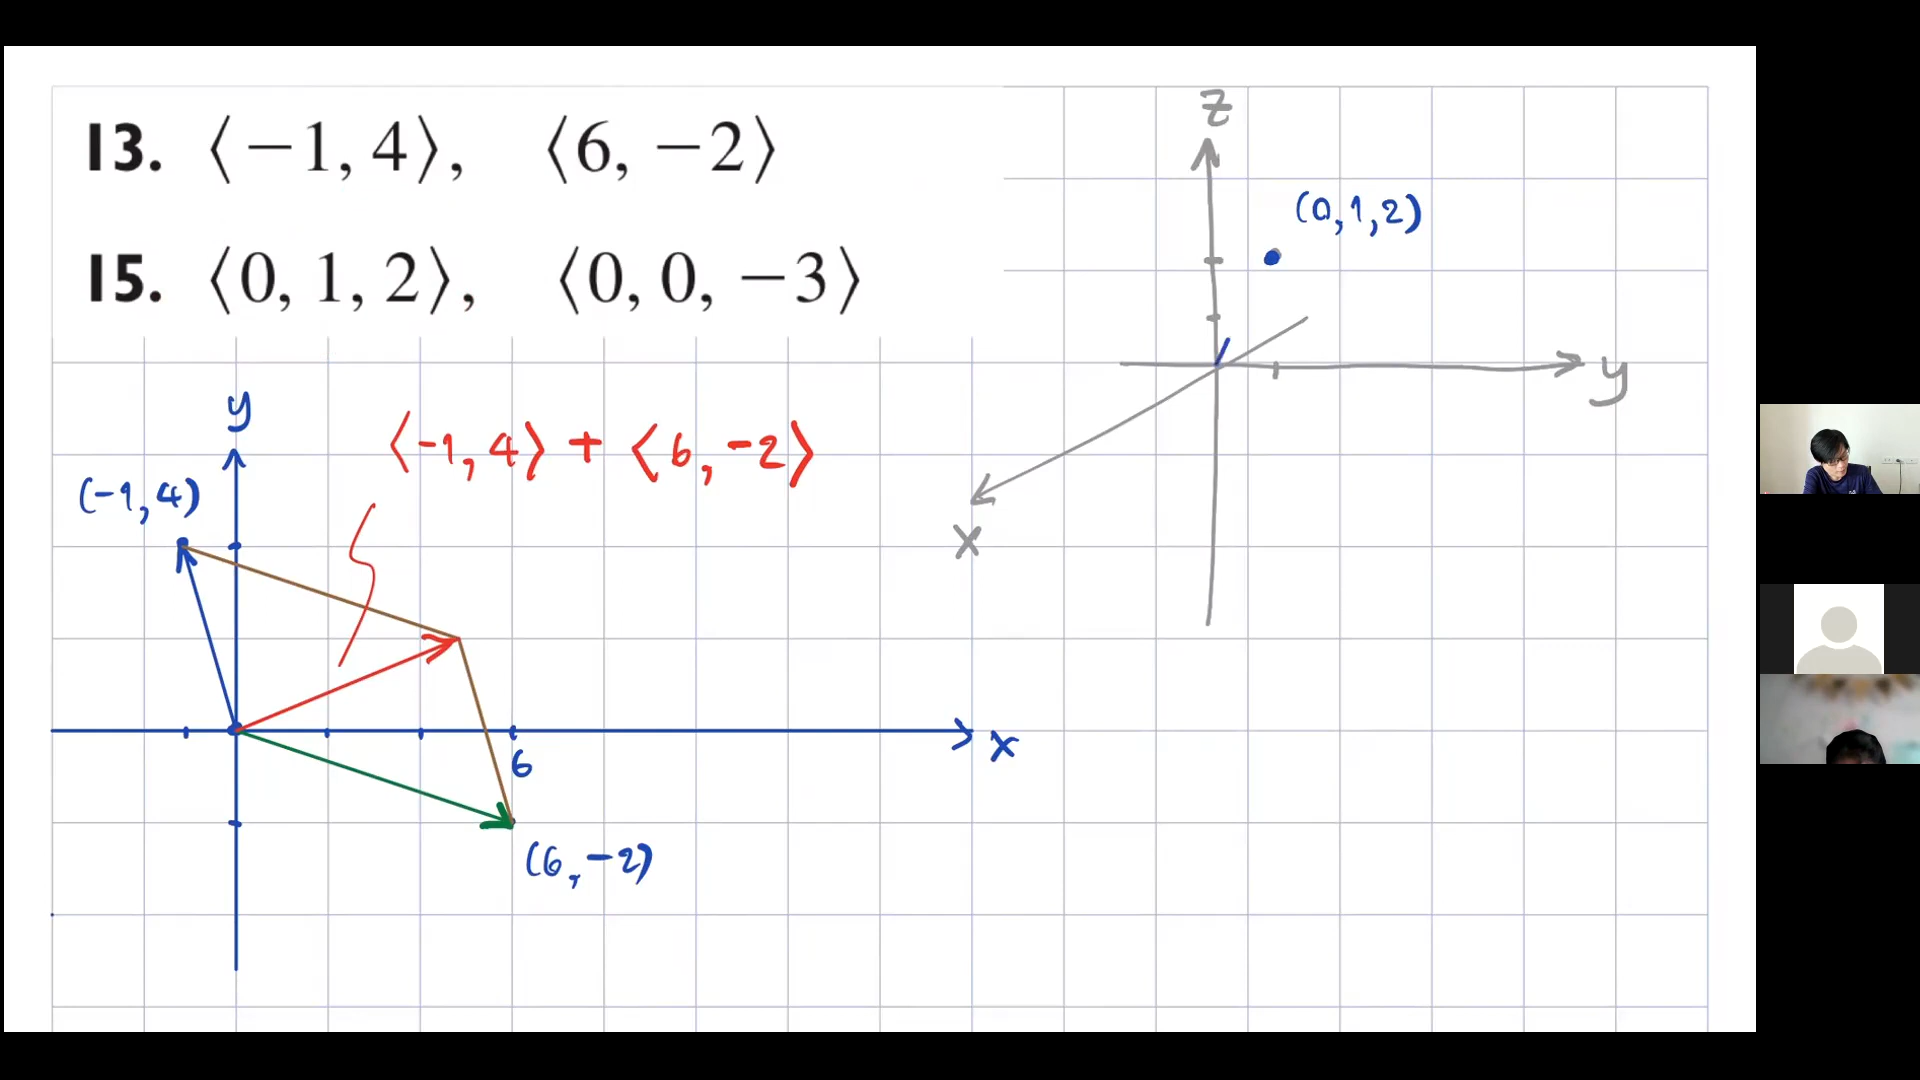 13. ⟨−1, 4⟩, ⟨6, −2⟩
15. ⟨0, 1, 2⟩, ⟨0, 0, −3⟩
z
(0,1,2)
y
x
y
⟨-1,4⟩ + ⟨6,-2⟩
(-1,4)
x
6
(6,-2)